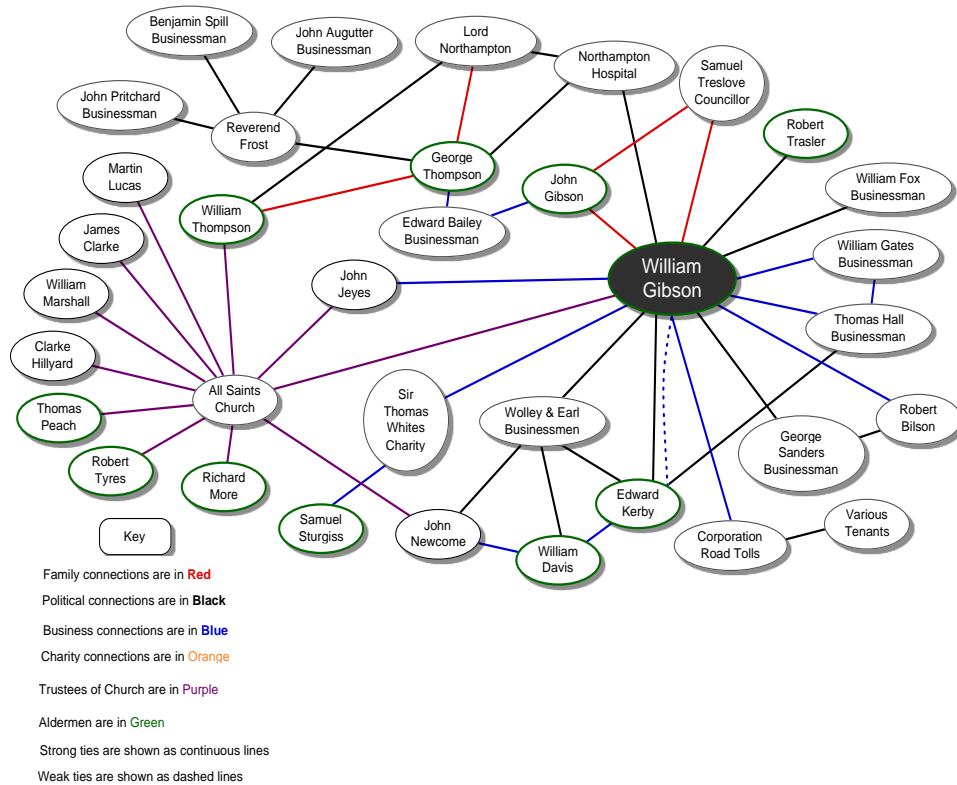 Benjamin Spill
Businessman
John Augutter
Businessman
Lord
Northampton
Northampton
Hospital
Samuel
Treslove
Councillor
John Pritchard
Businessman
Reverend
Frost
George
Thompson
Robert
Trasler
Martin
Lucas
William
Thompson
Edward Bailey
Businessman
John
Gibson
William Fox
Businessman
James
Clarke
William
Gibson
William Gates
Businessman
William
Marshall
John
Jeyes
Thomas Hall
Businessman
Clarke
Hillyard
All Saints
Church
Sir
Thomas
Whites
Charity
Wolley & Earl
Businessmen
Robert
Bilson
Thomas
Peach
George
Sanders
Businessman
Robert
Tyres
Richard
More
Edward
Kerby
Samuel
Sturgiss
John
Newcome
William
Davis
Corporation
Road Tolls
Various
Tenants
Key
Family connections are in Red
Political connections are in Black
Business connections are in Blue
Charity connections are in Orange
Trustees of Church are in Purple
Aldermen are in Green
Strong ties are shown as continuous lines
Weak ties are shown as dashed lines